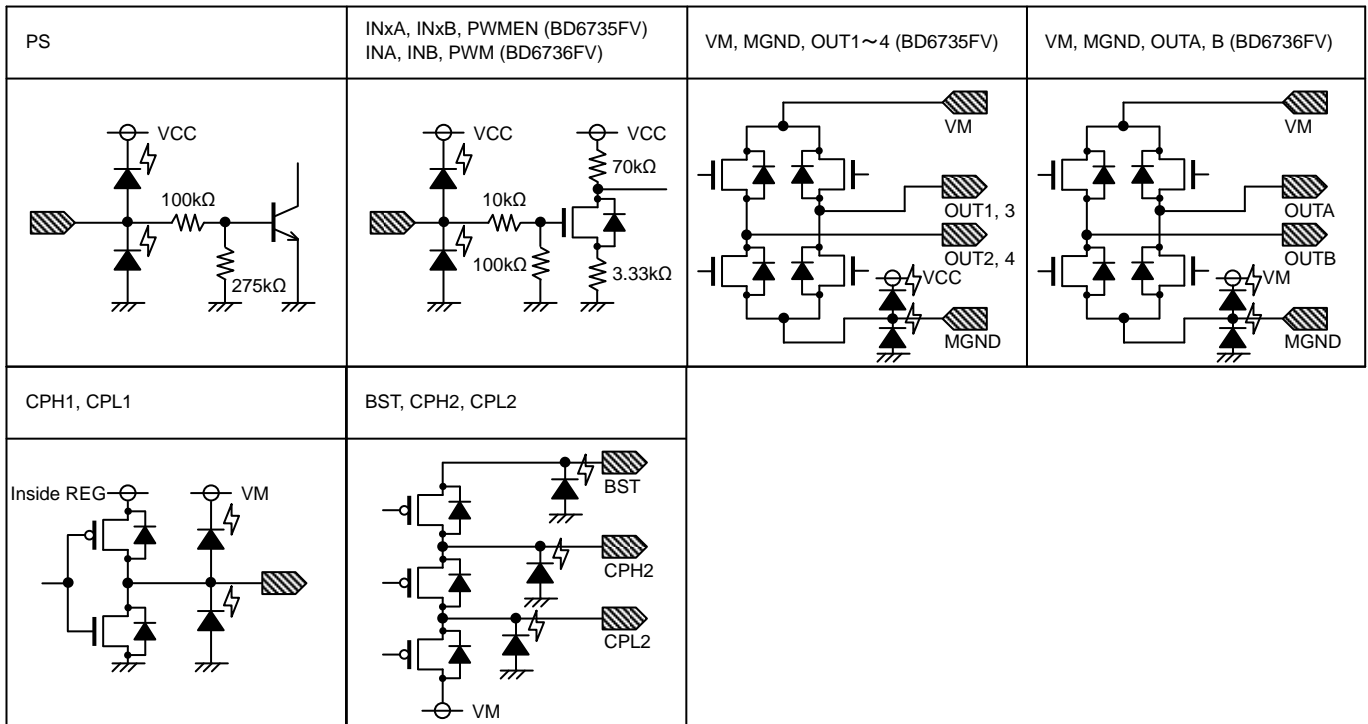 PS
INxA, INxB, PWMEN (BD6735FV)
INA, INB, PWM (BD6736FV)
VM, MGND, OUT1～4 (BD6735FV)
VM, MGND, OUTA, B (BD6736FV)
VCC
100kΩ
275kΩ
VCC
VCC
70kΩ
10kΩ
100kΩ
3.33kΩ
VM
OUT1, 3
OUT2, 4
VCC
MGND
VM
OUTA
OUTB
VM
MGND
CPH1, CPL1
BST, CPH2, CPL2
Inside REG
VM
BST
CPH2
CPL2
VM